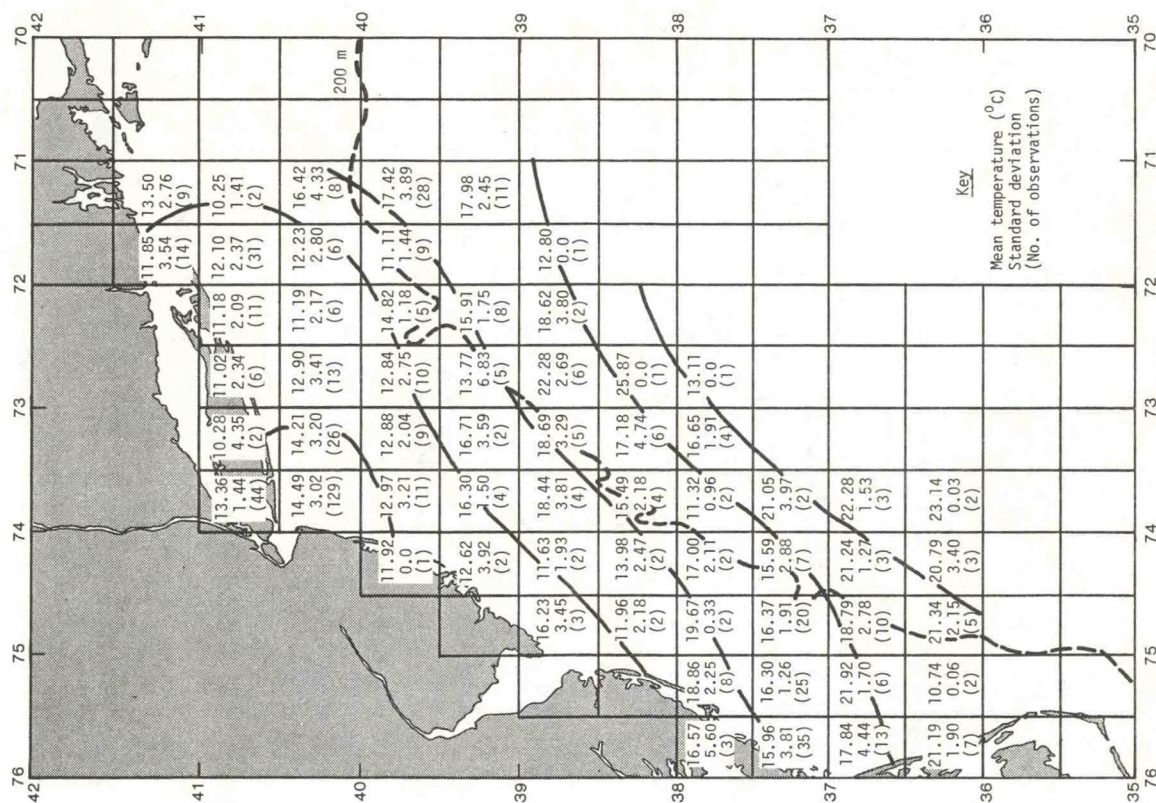 76 75 74 73 72 71 70
42 42
41
11.85 13.50
3.54 2.76
(14) (9)
41
13.36 10.28 11.02 11.18 12.10 10.25
1.44 4.35 2.34 2.09 2.37 1.41
(44) (2) (6) (11) (31) (2)
14.49 14.21 12.90 11.19 12.23 16.42
3.02 3.20 3.41 2.17 2.80 4.33
(129) (26) (13) (6) (6) (8)
200 m
40 40
11.92 12.97 12.88 12.84 14.82 11.11 17.42
0.0 3.21 2.04 2.75 1.18 1.44 3.89
(1) (11) (9) (10) (5) (9) (28)
12.62 16.30 16.71 13.77 15.91 17.98
3.92 .50 3.59 6.83 1.75 2.45
(2) (4) (2) (5) (8) (11)
39 39
16.23 11.63 18.44 18.69 22.28 18.62 12.80
3.45 1.93 3.81 3.29 2.69 3.80 0.0
(3) (2) (4) (5) (6) (2) (1)
11.96 13.98 15.49 17.18 25.87
2.18 2.47 2.18 4.74 0.0
(2) (2) (4) (6) (1)
38 38
16.57 18.86 19.67 17.00 11.32 16.65 13.11
5.60 2.25 0.33 2.11 0.96 1.91 0.0
(3) (8) (2) (2) (2) (4) (1)
15.96 16.30 16.37 15.59 21.05
3.81 1.26 1.91 2.88 3.97
(35) (25) (20) (7) (2)
37 37
17.84 21.92 18.79 21.24 22.28
4.44 1.70 2.78 1.27 1.53
(13) (6) (10) (3) (3)
21.19 10.74 21.34 20.79 23.14
1.90 0.06 2.15 3.40 0.03
(7) (2) (5) (3) (2)
36 36
Key
Mean temperature (°C)
Standard deviation
(No. of observations)
35 35
76 75 74 73 72 71 70